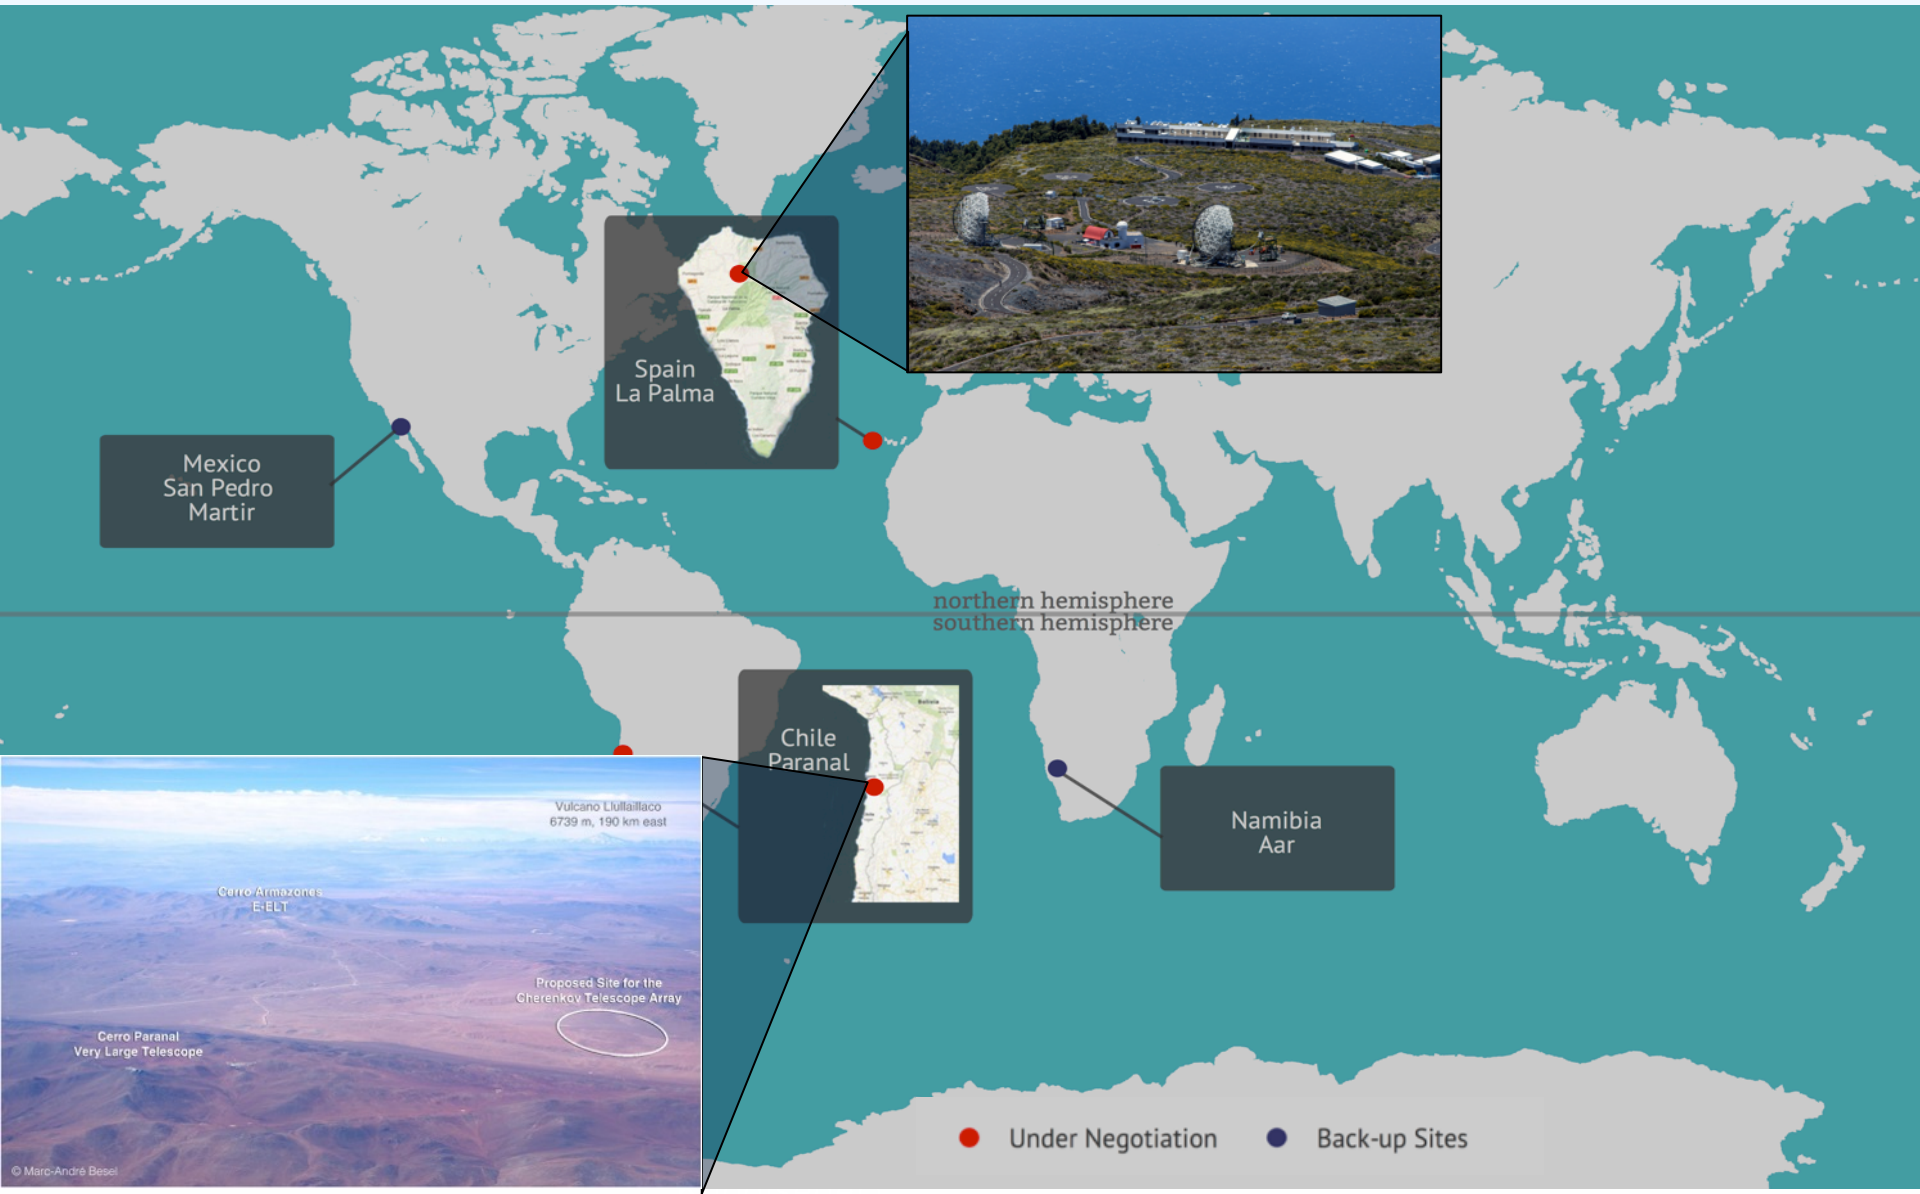 Spain
La Palma
Mexico
San Pedro
Martir
northern hemisphere
southern hemisphere
Chile
Paranal
Bolivia
Namibia
Aar
Vulcano Llullaillaco
6739 m, 190 km east
Cerro Armazones
E-ELT
Proposed Site for the
Cherenkov Telescope Array
Cerro Paranal
Very Large Telescope
© Marc-André Besel
Under Negotiation
Back-up Sites